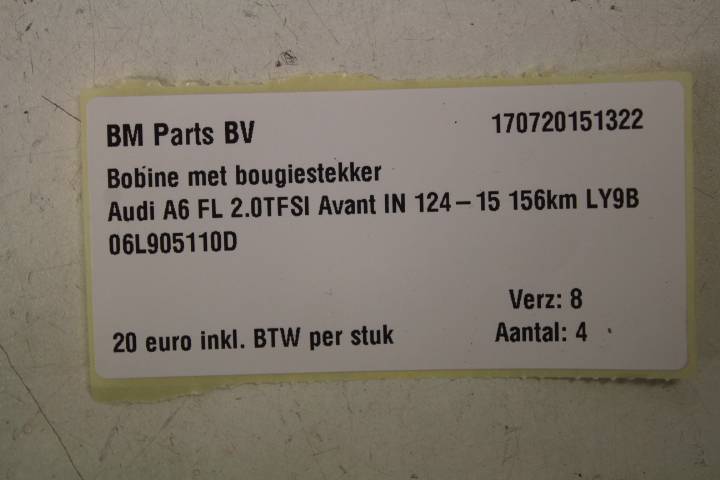 BM Parts BV 170720151322
Bobine met bougiestekker
Audi A6 FL 2.0TFSI Avant IN 124-15 156km LY9B
06L905110D
Verz: 8
20 euro inkl. BTW per stuk Aantal: 4